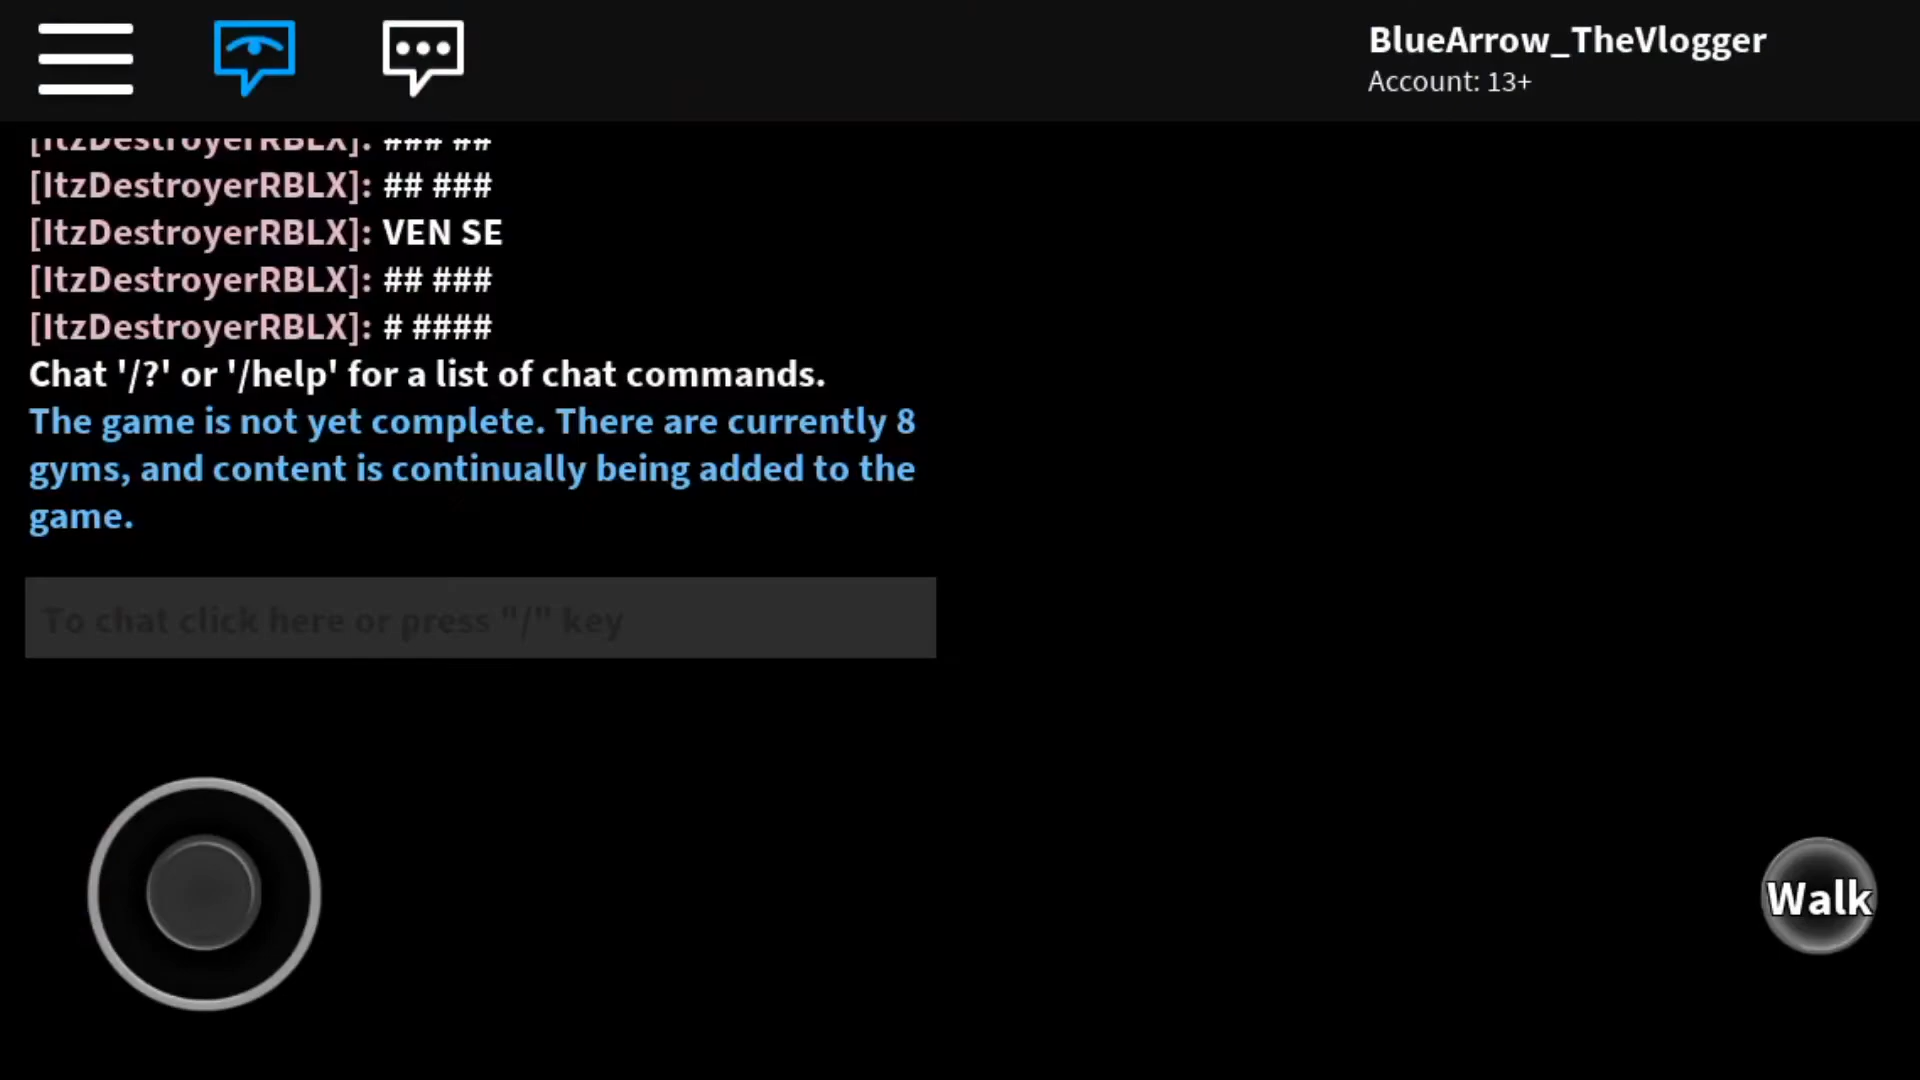 BlueArrow_TheVlogger
Account: 13+
[ItzDestroyerRBLX]: ### ##
[ItzDestroyerRBLX]: ## ###
[ItzDestroyerRBLX]: VEN SE
[ItzDestroyerRBLX]: ## ###
[ItzDestroyerRBLX]: # ####
Chat '/?' or '/help' for a list of chat commands.
The game is not yet complete. There are currently 8
gyms, and content is continually being added to the
game.
To chat click here or press "/" key
Walk